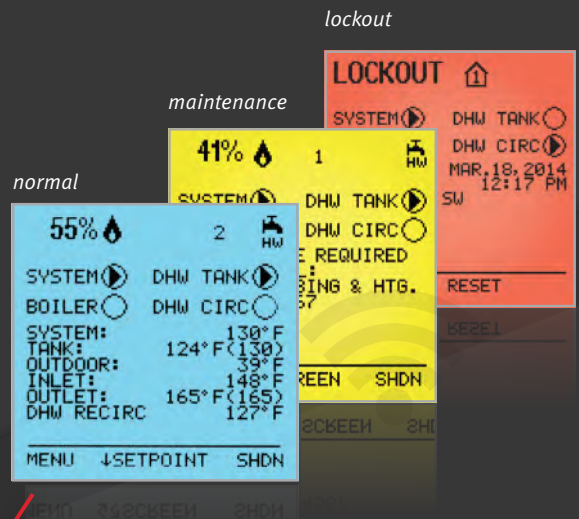 lockout
LOCKOUT 1
SYSTEM DHW TANK
DHW CIRC
MAR.18,2014
12:17 PM
SW
RESET
maintenance
41% 1 HW
SYSTEM DHW TANK
DHW CIRC
REQUIRED
:
& HTG.
SHDN
normal
55% 2 HW
SYSTEM DHW TANK
BOILER DHW CIRC
SYSTEM: 130°F
TANK: 124°F(130)
OUTDOOR: 39°F
INLET: 148°F
OUTLET: 165°F(165)
DHW RECIRC 127°F
MENU ↓SETPOINT SHDN